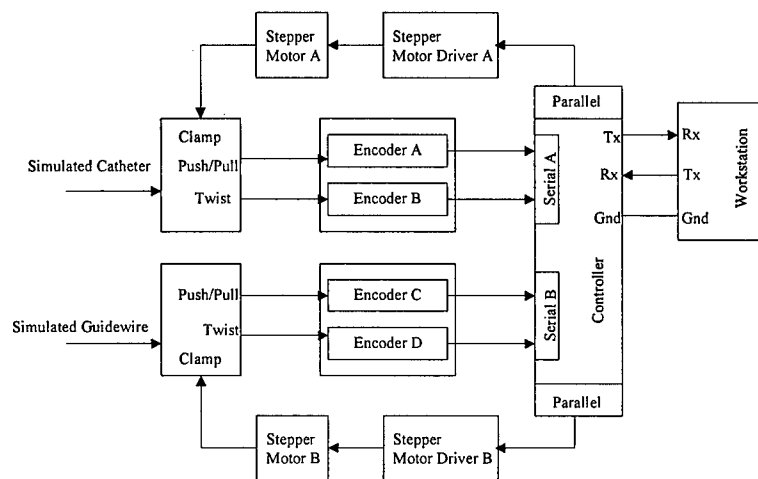 Stepper
Motor A
Stepper
Motor Driver A
Parallel
Clamp
Push/Pull
Twist
Simulated Catheter
Encoder A
Encoder B
Serial A
Tx
Rx
Gnd
Rx
Tx
Gnd
Workstation
Controller
Push/Pull
Twist
Clamp
Simulated Guidewire
Encoder C
Encoder D
Serial B
Parallel
Stepper
Motor B
Stepper
Motor Driver B